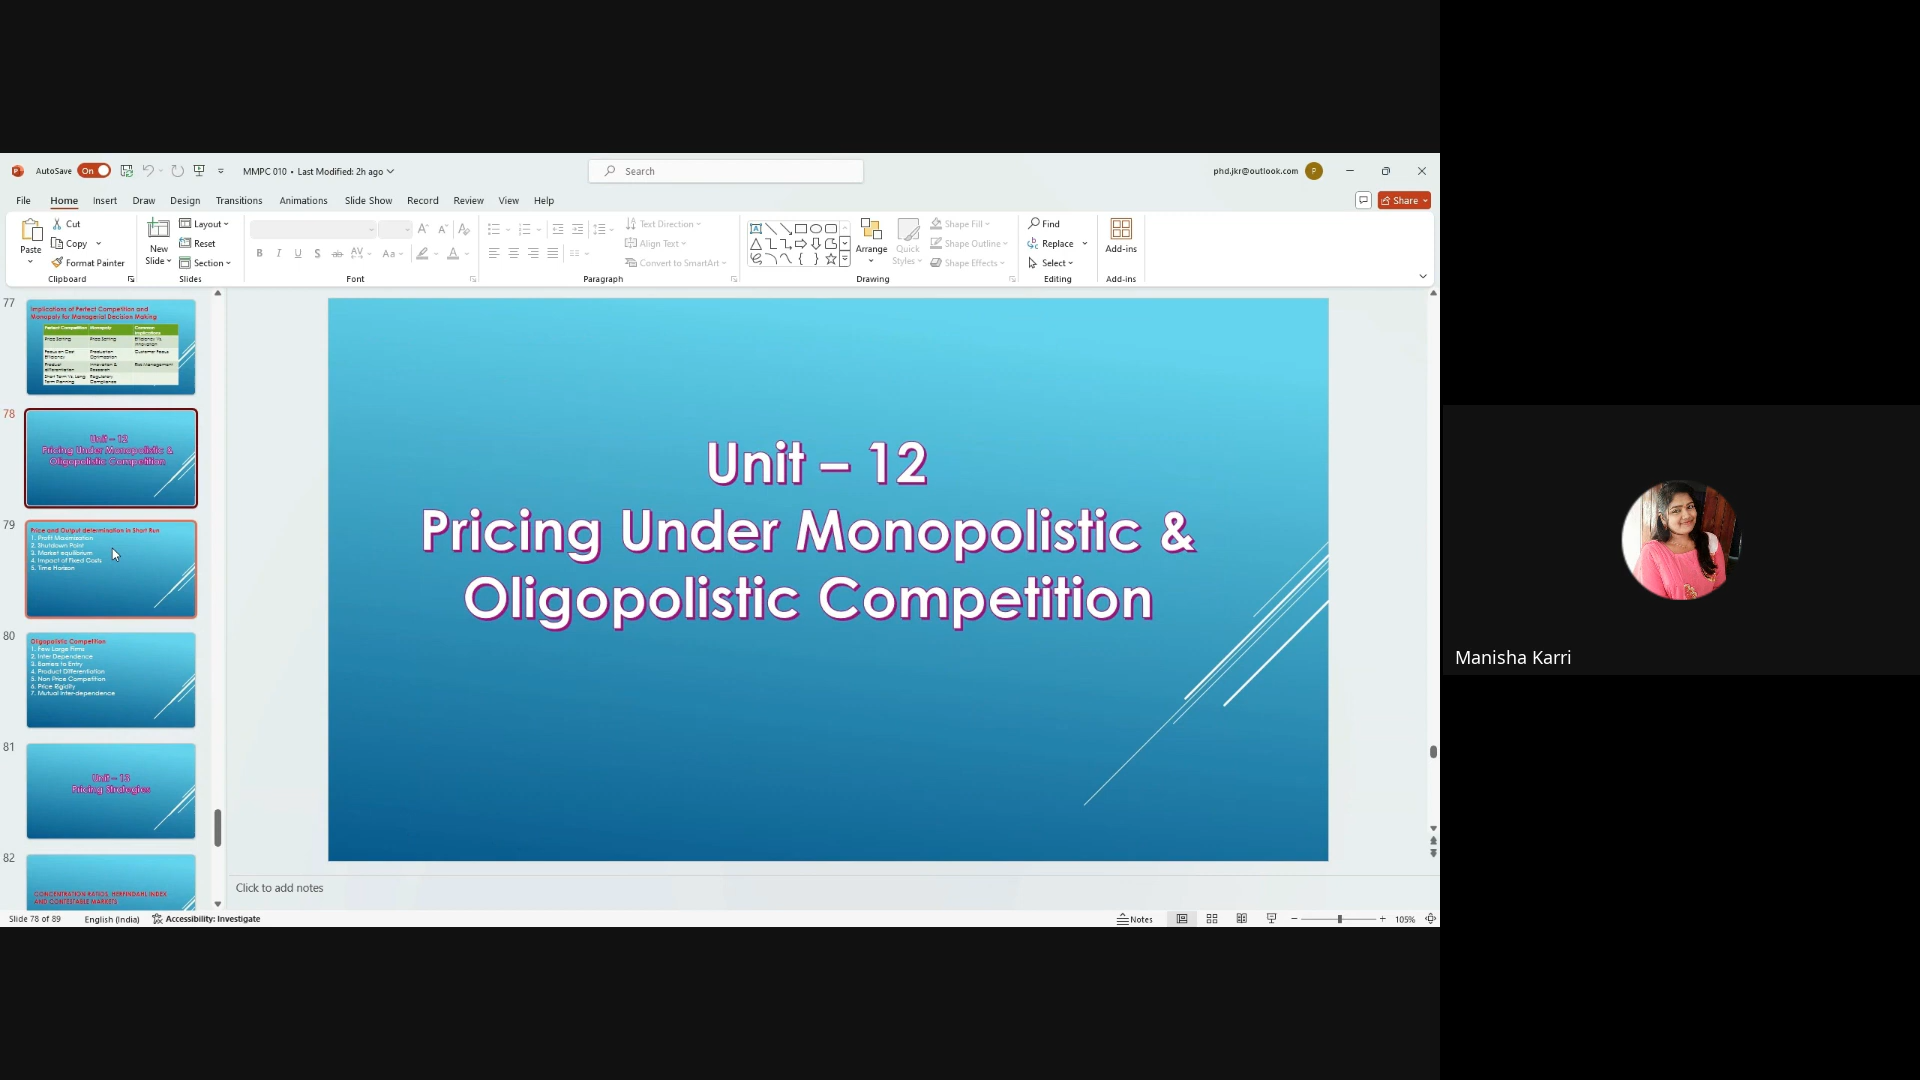 AutoSave On MMPC 010 • Last Modified: 2h ago Search phd.jkr@outlook.com P
File Home Insert Draw Design Transitions Animations Slide Show Record Review View Help Share
Paste Cut Copy Format Painter Clipboard
New Slide Layout Reset Section Slides
Font
Text Direction Align Text Convert to SmartArt Paragraph
Arrange Quick Styles Shape Fill Shape Outline Shape Effects Drawing
Find Replace Select Editing
Add-ins Add-ins
77
Implications of Perfect Competition and
Monopoly for Managerial Decision Making
Perfect Competition Monopoly Common Implications
Price Setting Price Setting Efficiency Vs. Innovation
Focus on Cost Efficiency Production Optimization Customer Focus
Product differentiation Innovation & Research Risk Management
Short Term Vs. Long Term Planning Regulatory Compliance
78
Unit – 12
Pricing Under Monopolistic &
Oligopolistic Competition
79
Price and Output determination in Short Run
1. Profit Maximization
2. Shutdown Point
3. Market equilibrium
4. Impact of Fixed Costs
5. Time Horizon
80
Oligopolistic Competition
1. Few Large Firms
2. Inter Dependence
3. Barriers to Entry
4. Product Differentiation
5. Non Price Competition
6. Price Rigidity
7. Mutual Inter-dependence
81
Unit – 13
Pricing Strategies
82
CONCENTRATION RATIOS, HERFINDAHL INDEX
AND CONTESTABLE MARKETS
Unit – 12
Pricing Under Monopolistic &
Oligopolistic Competition
Click to add notes
Slide 78 of 89 English (India) Accessibility: Investigate Notes 105%
Manisha Karri